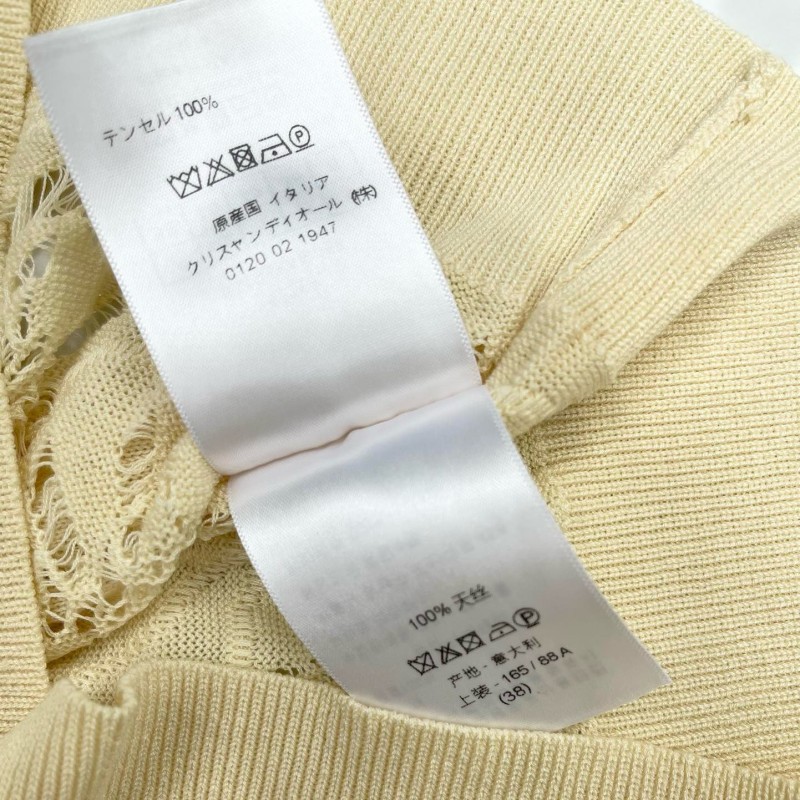 テンセル 100%
P
原産国 イタリア
クリスチャン ディオール (株)
0120 02 1947
100% 天丝
P
产地 - 意大利
上装 - 165 / 88 A
(38)